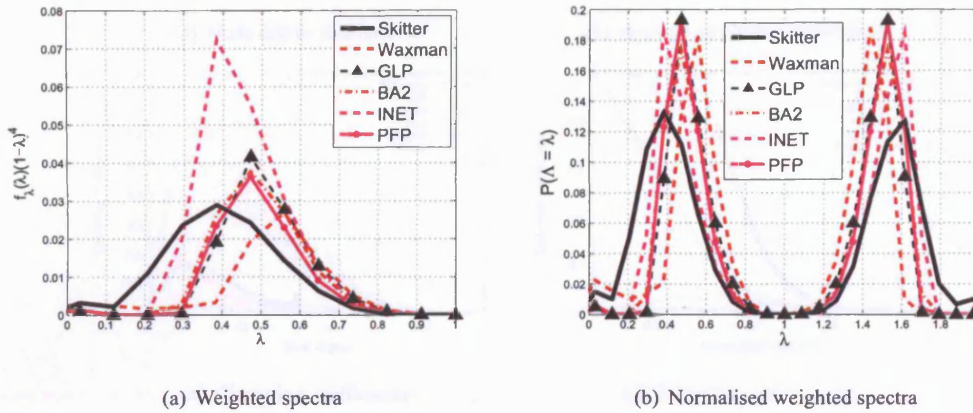 0.08
0.07
0.06
0.05
0.04
0.03
0.02
0.01
0
f_λ(λ)(1−λ)^4
0 0.1 0.2 0.3 0.4 0.5 0.6 0.7 0.8 0.9 1
λ
Skitter
Waxman
GLP
BA2
INET
PFP
(a) Weighted spectra
0.2
0.18
0.16
0.14
0.12
0.1
0.08
0.06
0.04
0.02
0
P(Λ = λ)
0 0.2 0.4 0.6 0.8 1 1.2 1.4 1.6 1.8
λ
Skitter
Waxman
GLP
BA2
INET
PFP
(b) Normalised weighted spectra